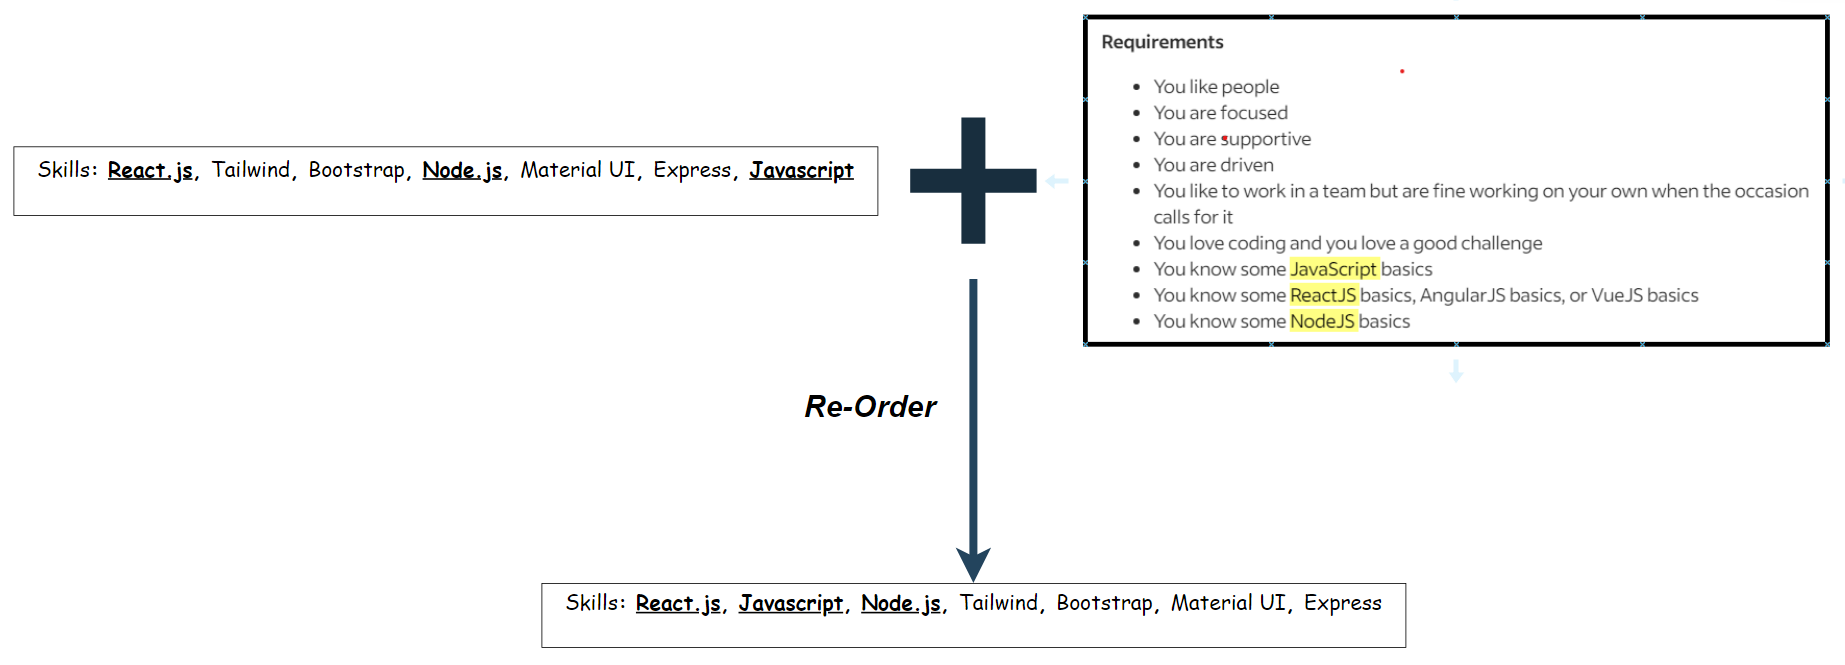 Requirements
• You like people
• You are focused
• You are supportive
• You are driven
• You like to work in a team but are fine working on your own when the occasion
calls for it
• You love coding and you love a good challenge
• You know some JavaScript basics
• You know some ReactJS basics, AngularJS basics, or VueJS basics
• You know some NodeJS basics
Skills: React.js, Tailwind, Bootstrap, Node.js, Material UI, Express, Javascript
Re-Order
Skills: React.js, Javascript, Node.js, Tailwind, Bootstrap, Material UI, Express